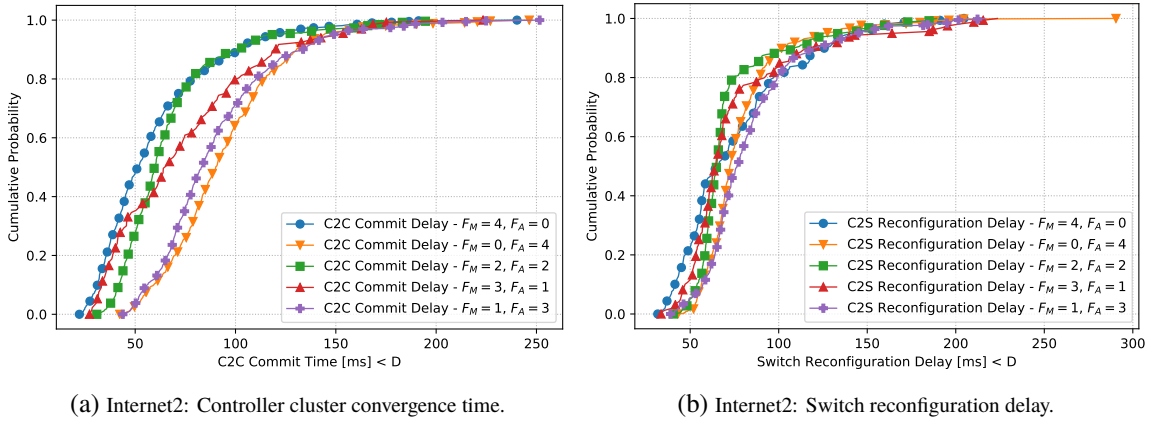 1.0
0.8
0.6
0.4
0.2
0.0
Cumulative Probability
C2C Commit Delay - F_M = 4, F_A = 0
C2C Commit Delay - F_M = 0, F_A = 4
C2C Commit Delay - F_M = 2, F_A = 2
C2C Commit Delay - F_M = 3, F_A = 1
C2C Commit Delay - F_M = 1, F_A = 3
50 100 150 200 250
C2C Commit Time [ms] < D
(a) Internet2: Controller cluster convergence time.
1.0
0.8
0.6
0.4
0.2
0.0
Cumulative Probability
C2S Reconfiguration Delay - F_M = 4, F_A = 0
C2S Reconfiguration Delay - F_M = 0, F_A = 4
C2S Reconfiguration Delay - F_M = 2, F_A = 2
C2S Reconfiguration Delay - F_M = 3, F_A = 1
C2S Reconfiguration Delay - F_M = 1, F_A = 3
50 100 150 200 250 300
Switch Reconfiguration Delay [ms] < D
(b) Internet2: Switch reconfiguration delay.